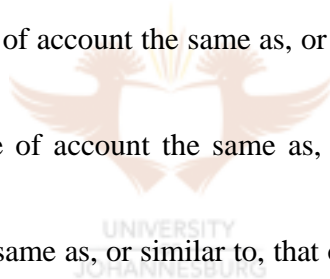 of account the same as, or
of account the same as,
same as, or similar to, that
UNIVERSITY
JOHANNESBURG